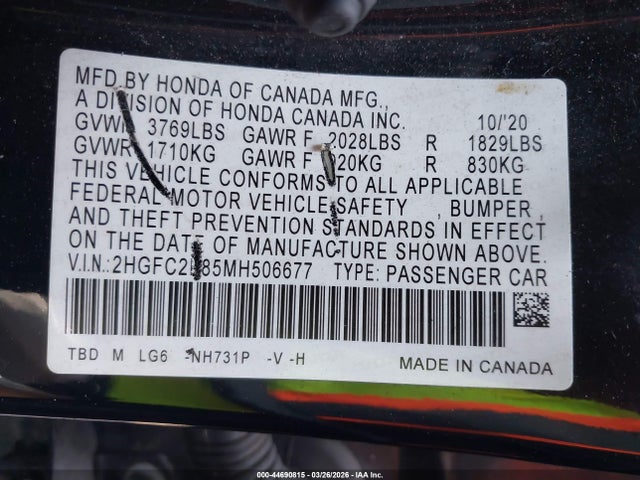 MFD BY HONDA OF CANADA MFG.,
A DIVISION OF HONDA CANADA INC. 10/'20
GVWR 3769LBS GAWR F 2028LBS R 1829LBS
GVWR 1710KG GAWR F 920KG R 830KG
THIS VEHICLE CONFORMS TO ALL APPLICABLE
FEDERAL MOTOR VEHICLE SAFETY , BUMPER ,
AND THEFT PREVENTION STANDARDS IN EFFECT
ON THE DATE OF MANUFACTURE SHOWN ABOVE.
V.I.N.: TYPE: PASSENGER CAR
TBD M LG6 -NH731P -V -H
MADE IN CANADA
000-44690815 - 03/26/2026 - IAA Inc.